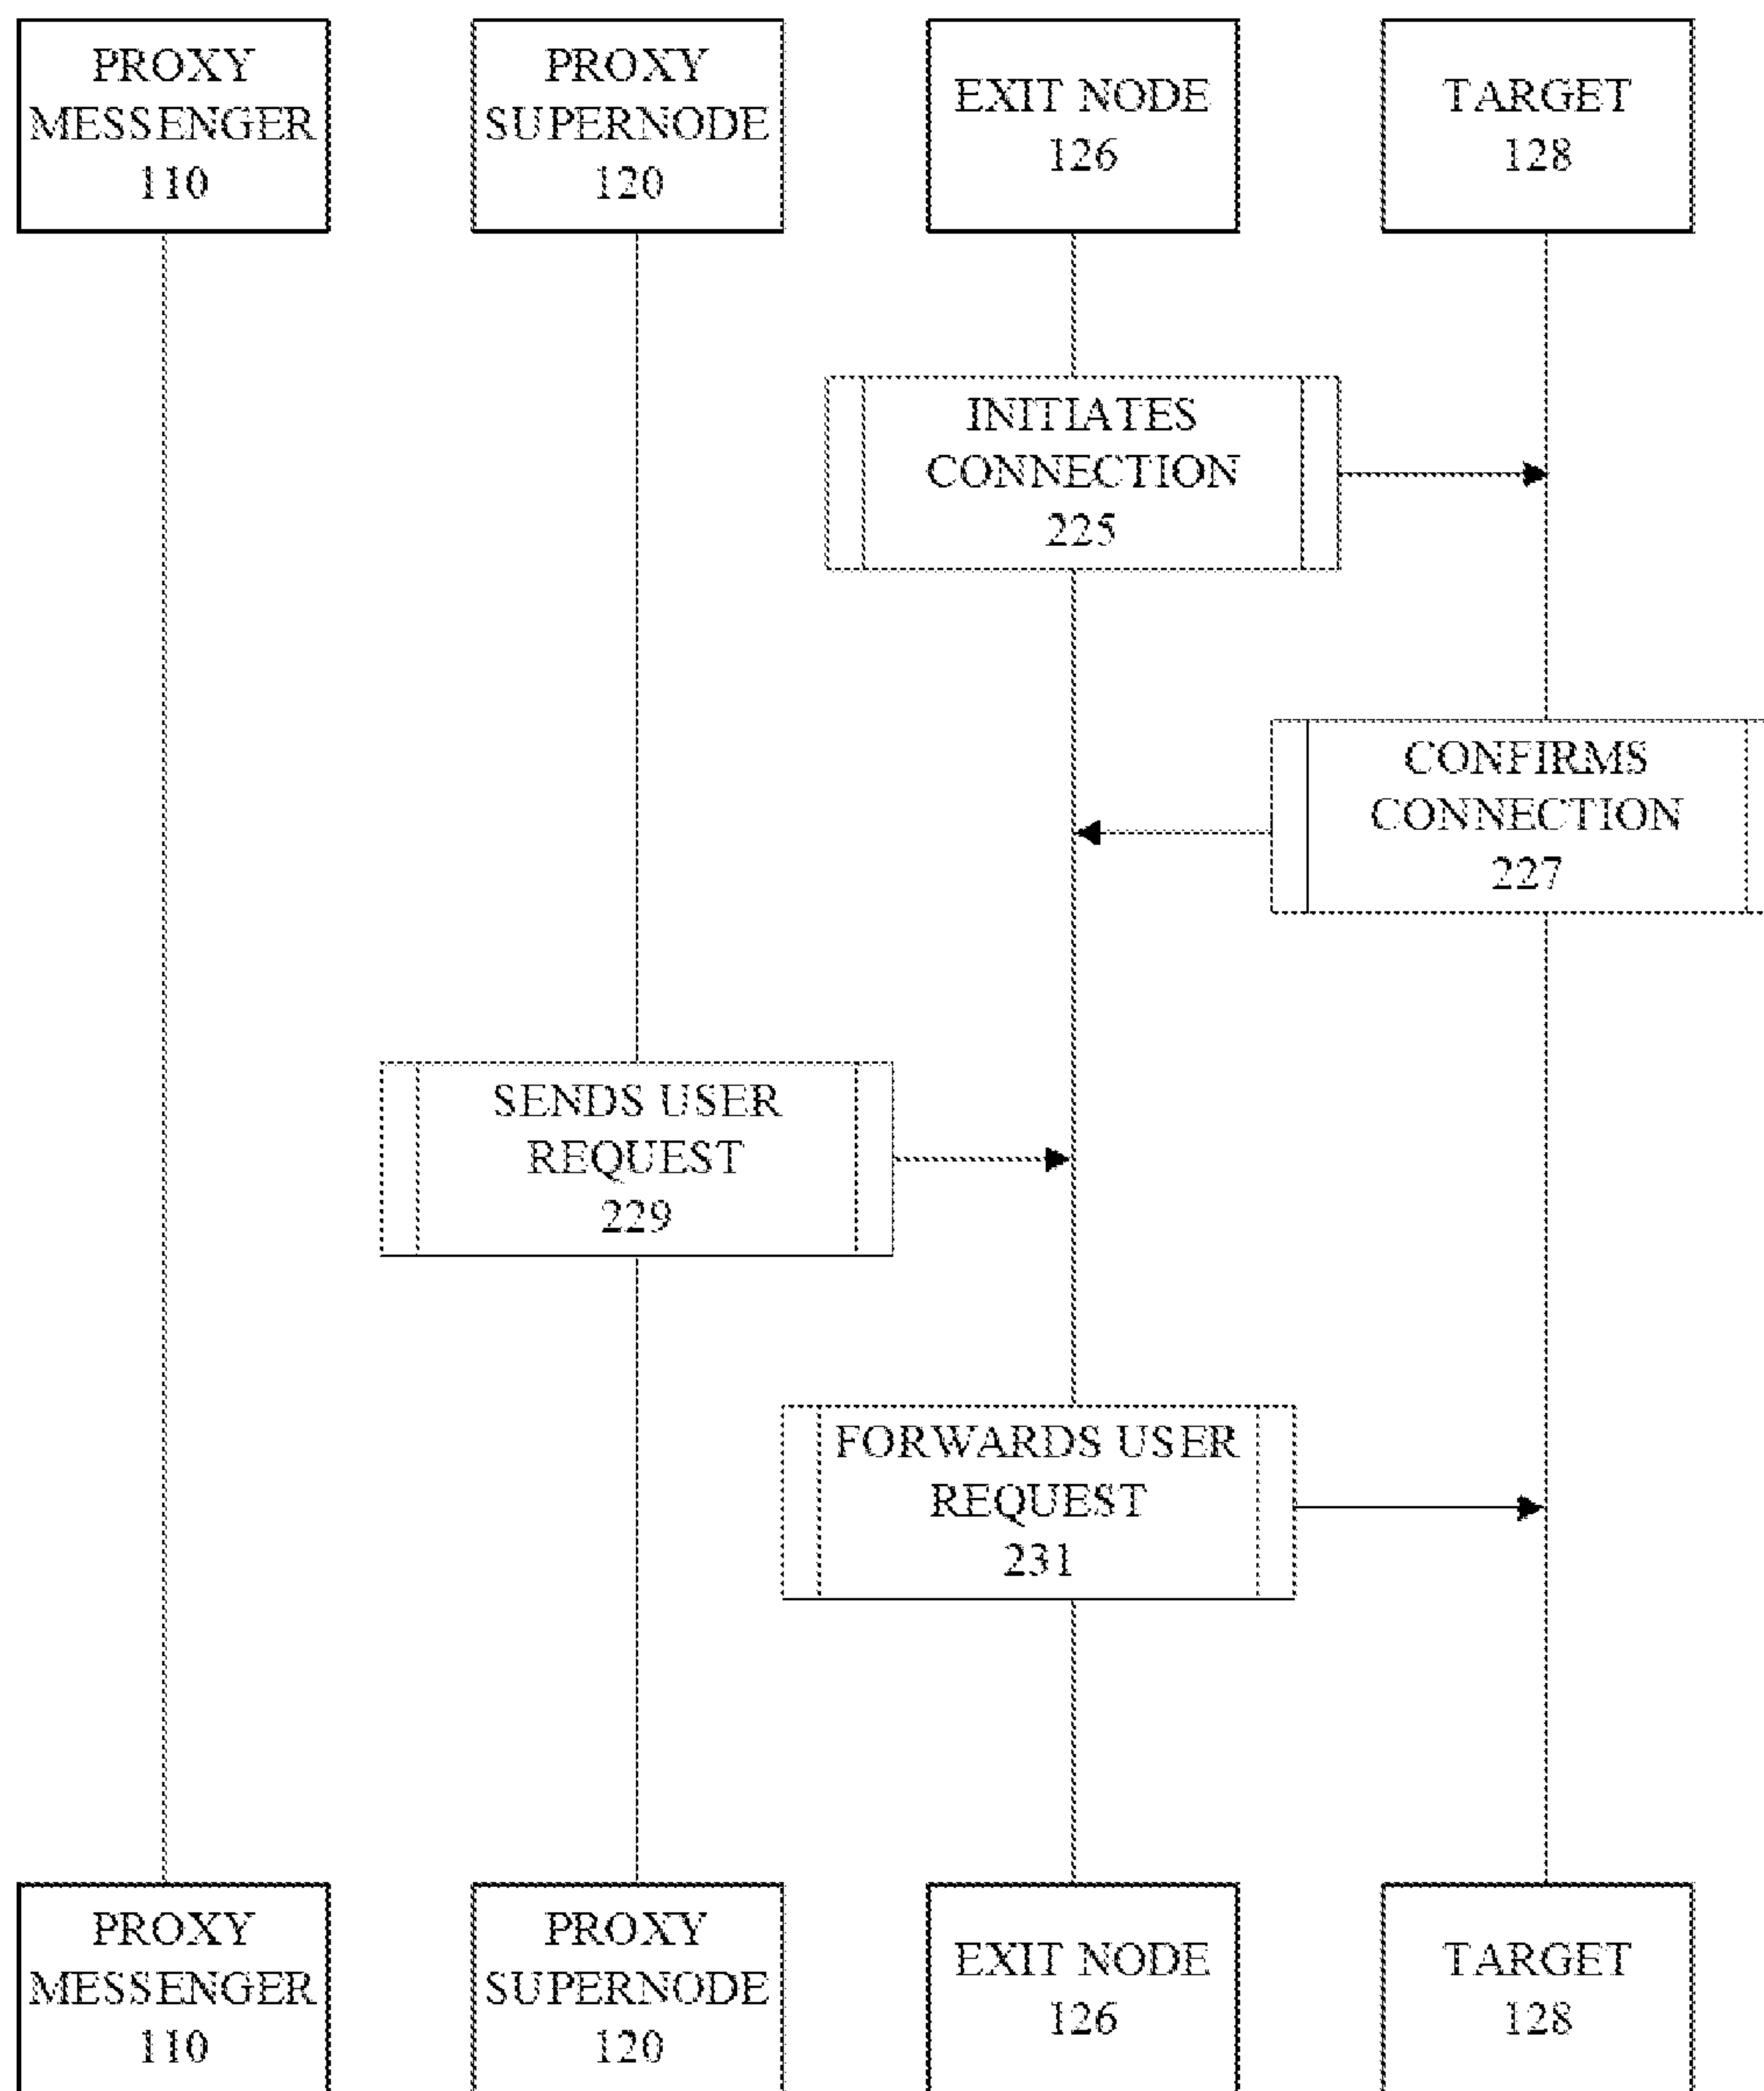 PROXY
MESSENGER
110
PROXY
SUPERNODE
120
EXIT NODE
126
TARGET
128
INITIATES
CONNECTION
225
CONFIRMS
CONNECTION
227
SENDS USER
REQUEST
229
FORWARDS USER
REQUEST
231
PROXY
MESSENGER
110
PROXY
SUPERNODE
120
EXIT NODE
126
TARGET
128